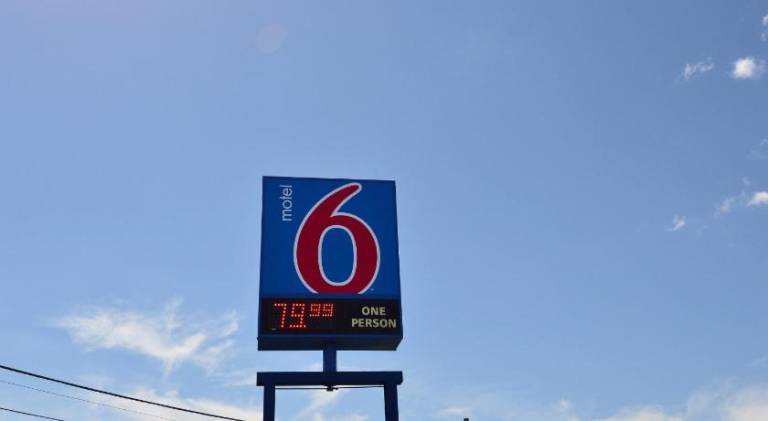 motel
6
79.99
ONE
PERSON